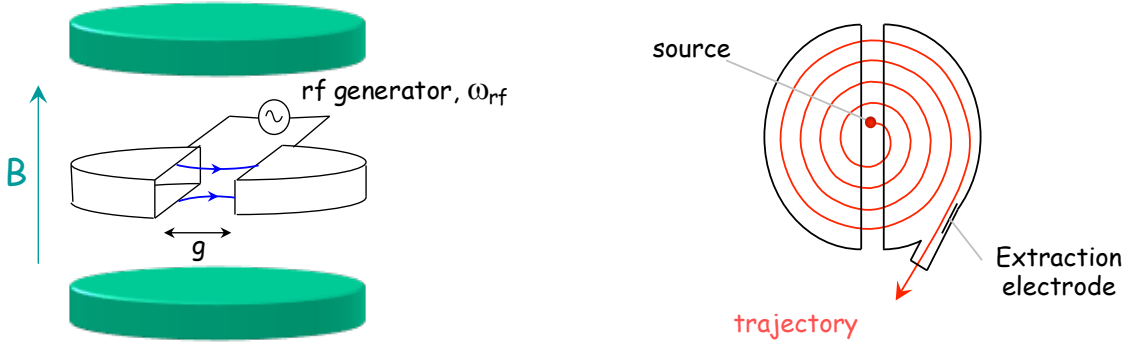 rf generator, ωrf
B
g
source
Extraction
electrode
trajectory